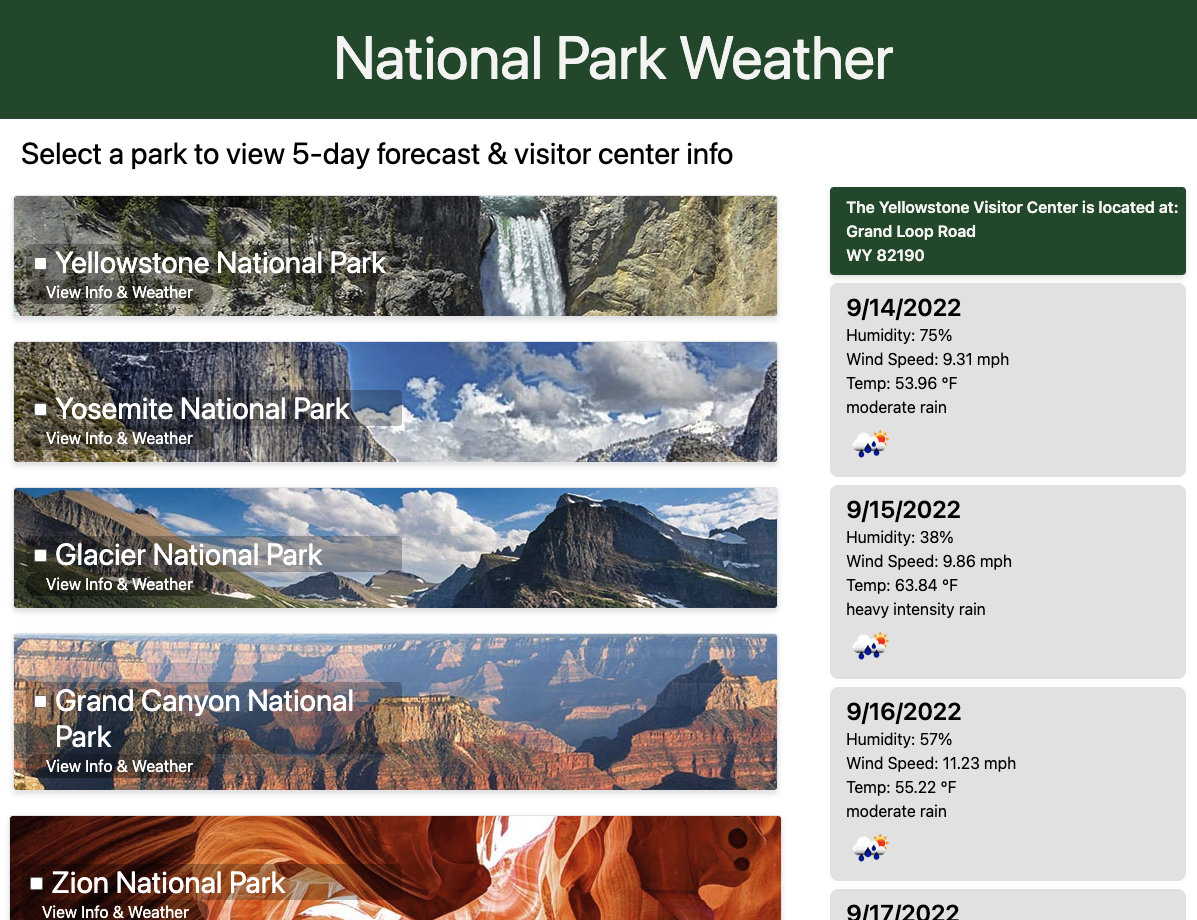 National Park Weather
Select a park to view 5-day forecast & visitor center info
Yellowstone National Park
View Info & Weather
Yosemite National Park
View Info & Weather
Glacier National Park
View Info & Weather
Grand Canyon National
Park
View Info & Weather
Zion National Park
View Info & Weather
The Yellowstone Visitor Center is located at:
Grand Loop Road
WY 82190
9/14/2022
Humidity: 75%
Wind Speed: 9.31 mph
Temp: 53.96 °F
moderate rain
9/15/2022
Humidity: 38%
Wind Speed: 9.86 mph
Temp: 63.84 °F
heavy intensity rain
9/16/2022
Humidity: 57%
Wind Speed: 11.23 mph
Temp: 55.22 °F
moderate rain
9/17/2022